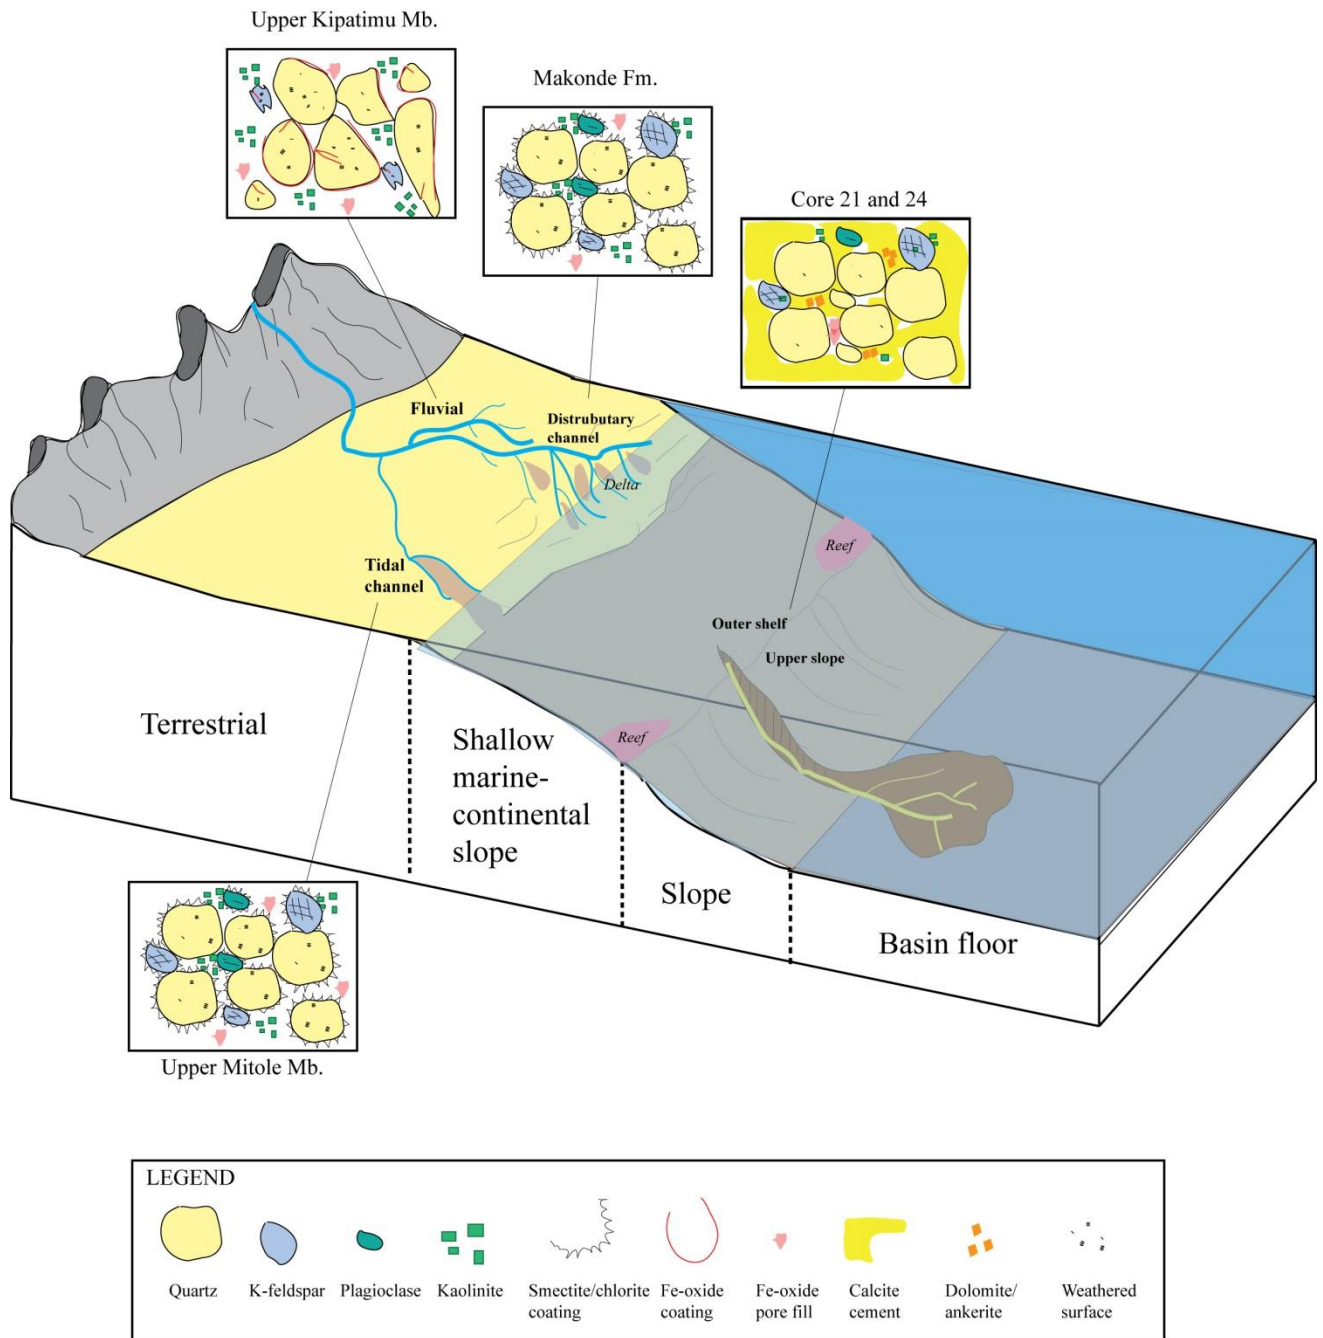 Upper Kipatimu Mb.
Makonde Fm.
Core 21 and 24
Fluvial
Distrubutary
channel
Delta
Tidal
channel
Reef
Outer shelf
Upper slope
Reef
Terrestrial
Shallow
marine-
continental
slope
Slope
Basin floor
Upper Mitole Mb.
LEGEND
Quartz
K-feldspar
Plagioclase
Kaolinite
Smectite/chlorite
coating
Fe-oxide
coating
Fe-oxide
pore fill
Calcite
cement
Dolomite/
ankerite
Weathered
surface